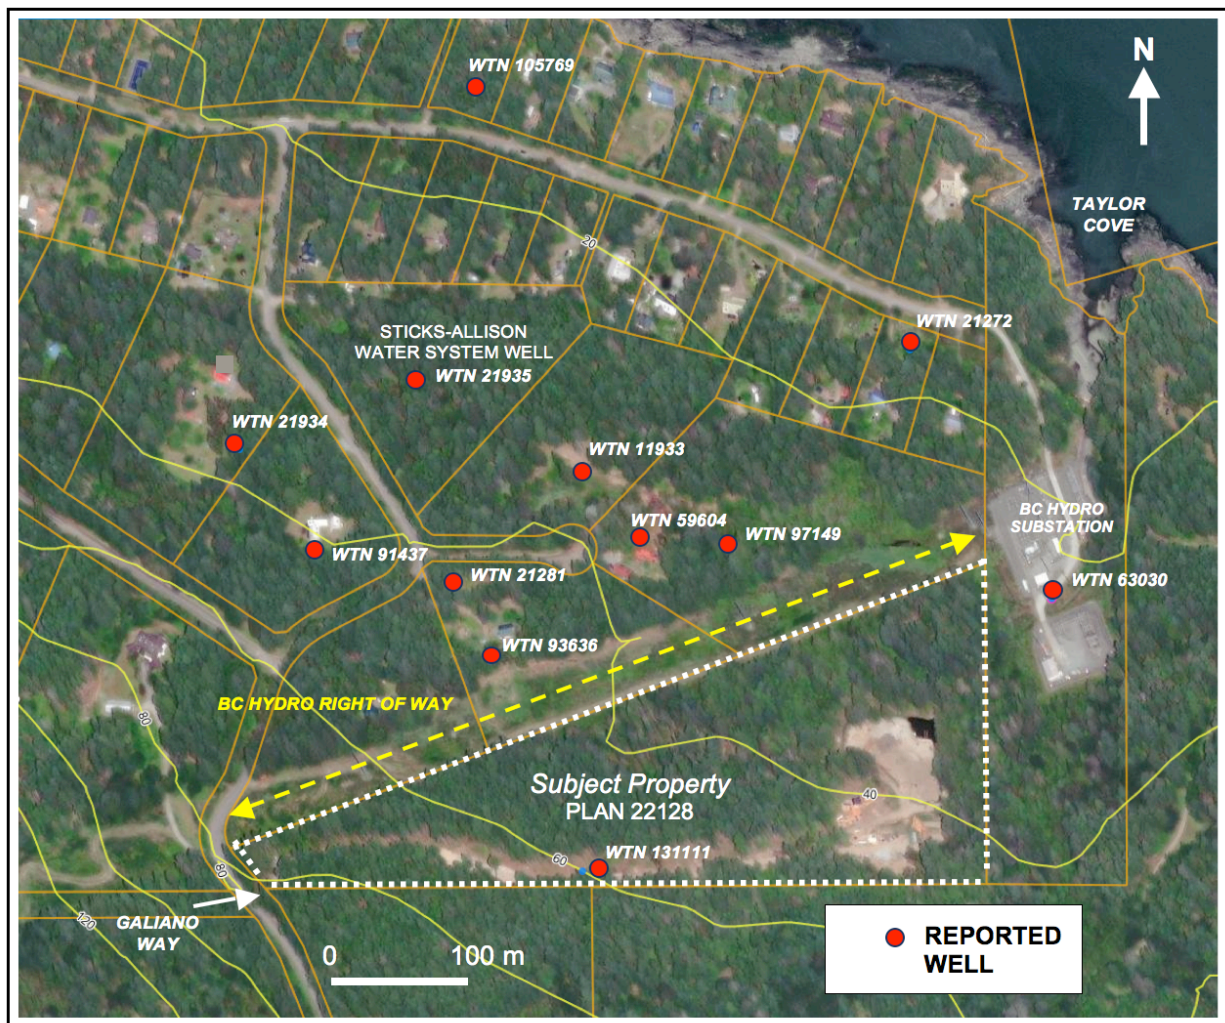 WTN 105769
N
TAYLOR
COVE
20
WTN 21272
STICKS-ALLISON
WATER SYSTEM WELL
WTN 21935
WTN 21934
WTN 11933
BC HYDRO
SUBSTATION
WTN 59604
WTN 97149
WTN 91437
WTN 21281
WTN 63030
WTN 93636
BC HYDRO RIGHT OF WAY
80
Subject Property
PLAN 22128
40
WTN 131111
60
80
GALIANO
WAY
120
0 100 m
REPORTED
WELL